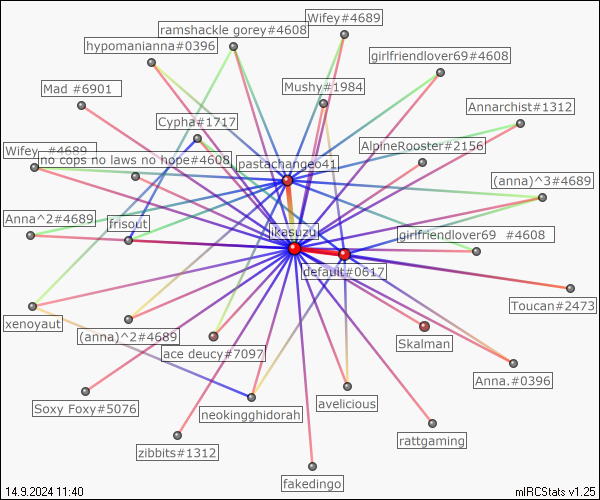 Wifey#4689
ramshackle gorey#4608
hypomanianna#0396
girlfriendlover69#4608
Mad #6901
Mushy#1984
Annarchist#1312
Cypha#1717
AlpineRooster#2156
Wifey  #4689
no cops no laws no hope#4608
pastachangeo41
(anna)^3#4689
Anna^2#4689
frisout
ikasuzu
girlfriendlover69  #4608
default#0617
Toucan#2473
xenoyaut
(anna)^2#4689
ace deucy#7097
Skalman
Anna.#0396
Soxy Foxy#5076
neokingghidorah
avelicious
rattgaming
zibbits#1312
fakedingo
14.9.2024 11:40
mIRCStats v1.25